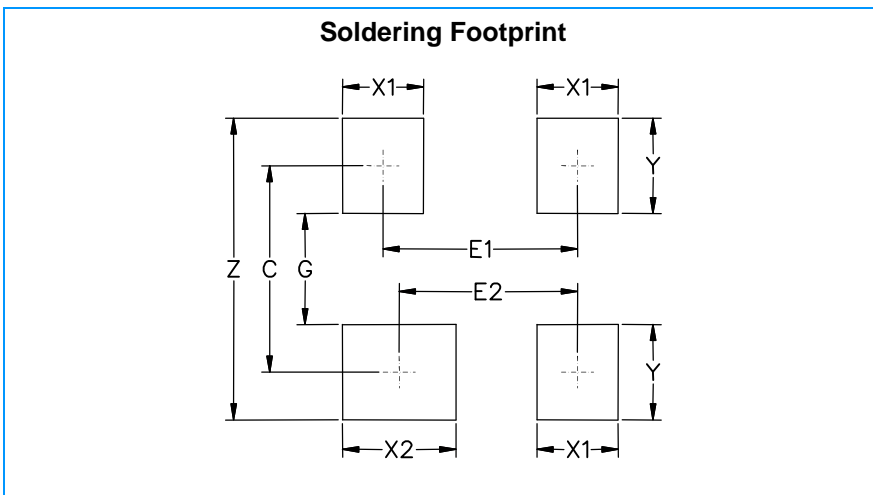 Soldering Footprint
X1 X1
Y
E1
Z C G
E2
Y
X2 X1